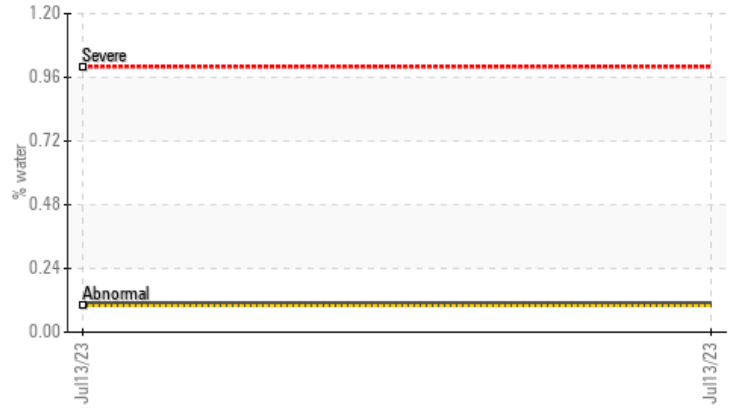 1.20
Severe
0.96
0.72
% water
0.48
0.24
Abnormal
0.00
Jul13/23
Jul13/23